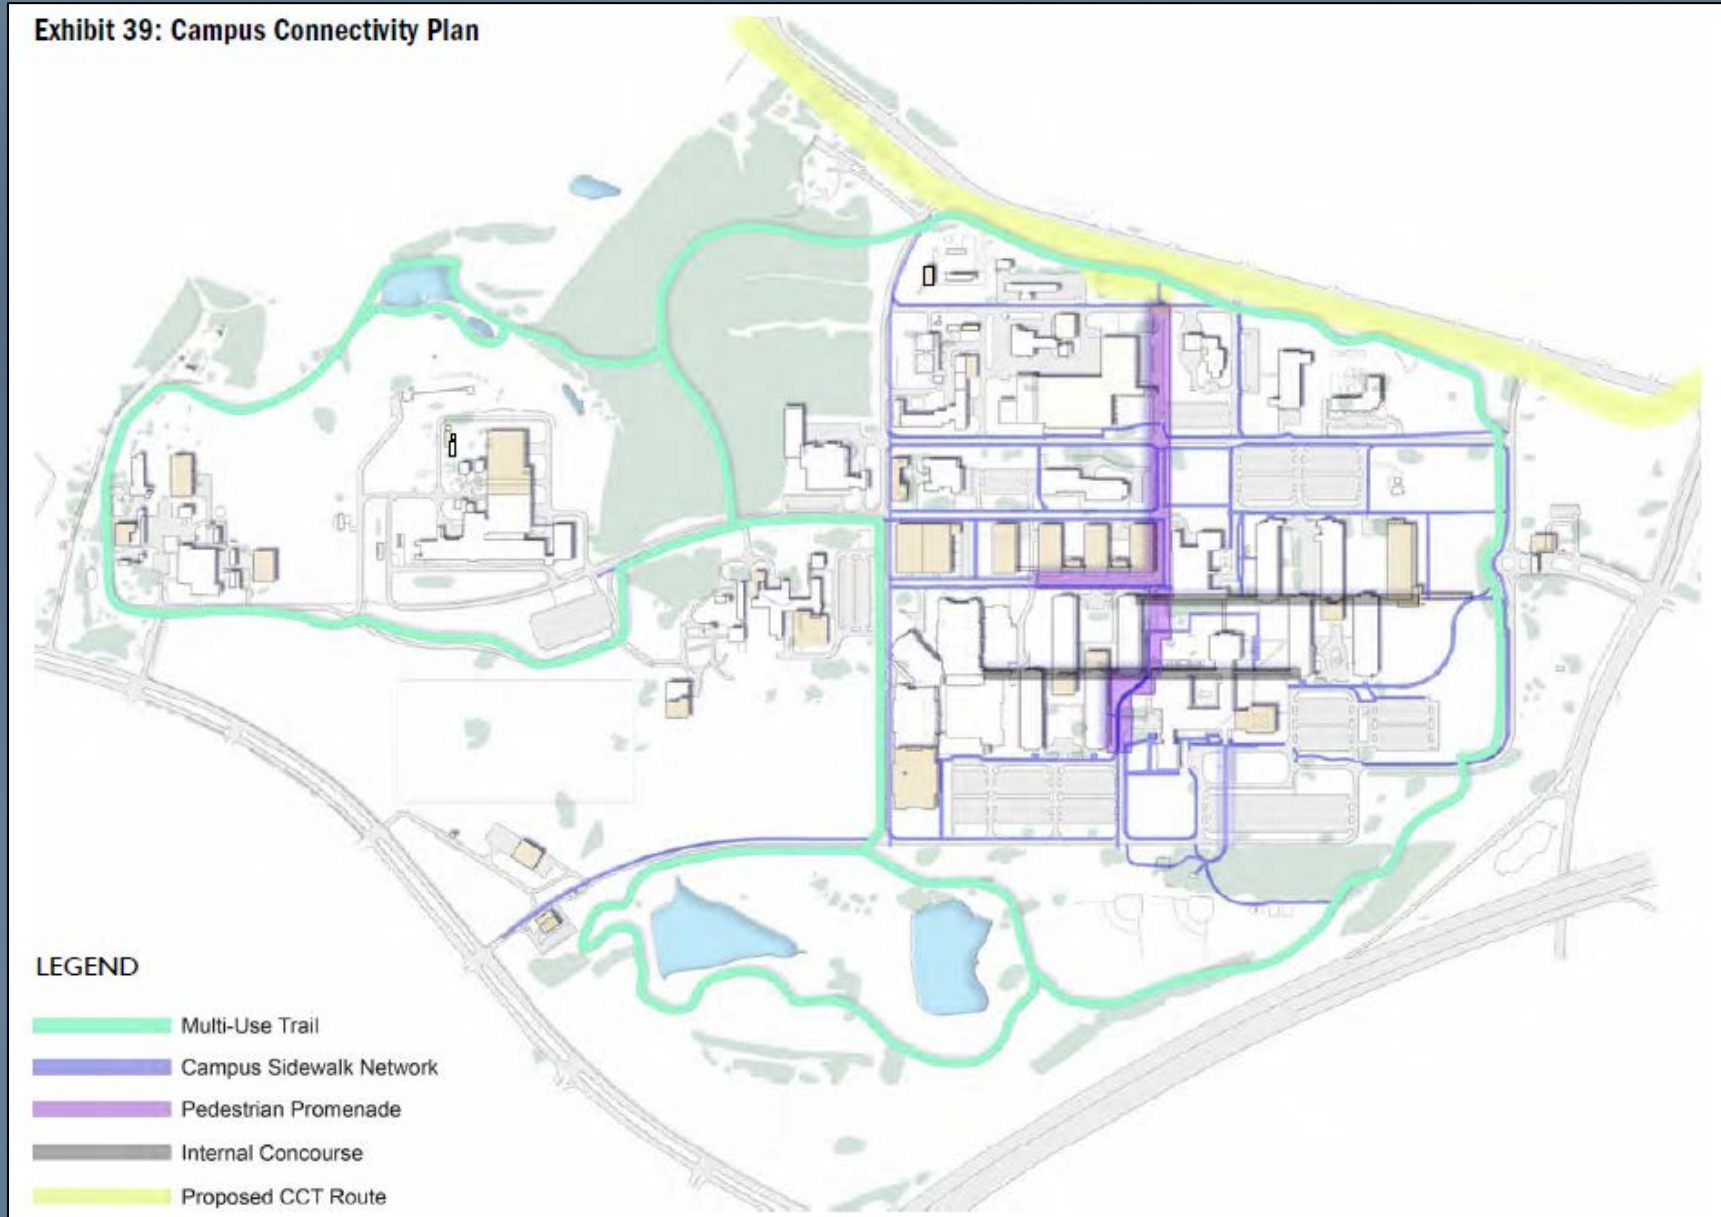 Exhibit 39: Campus Connectivity Plan
LEGEND
Multi-Use Trail
Campus Sidewalk Network
Pedestrian Promenade
Internal Concourse
Proposed CCT Route